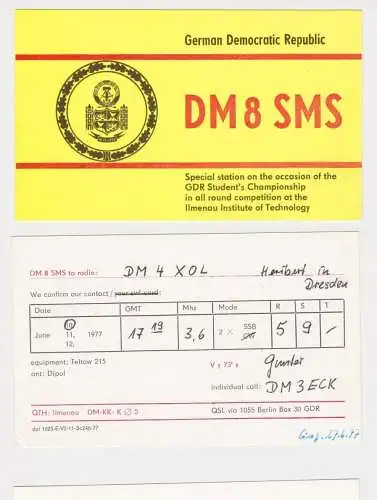 German Democratic Republic
DM 8 SMS
Special station on the occasion of the
GDR Student's Championship
in all round competition at the
Ilmenau Institute of Technology
DM 8 SMS to radio: DM 4 XOL Heribert in
Dresden
We confirm our contact / your swl-card:
Date GMT Mhz Mode R S T
June 10, 11, 12, 1977 17 19 3,6 2 × SSB CW 5 9 -
equipment: Teltow 215
ant: Dipol
V y 73's Gunter
Individual call: DM3ECK
QTH: Ilmenau DM-KK: K Ø 3
QSL via 1055 Berlin Box 30 GDR